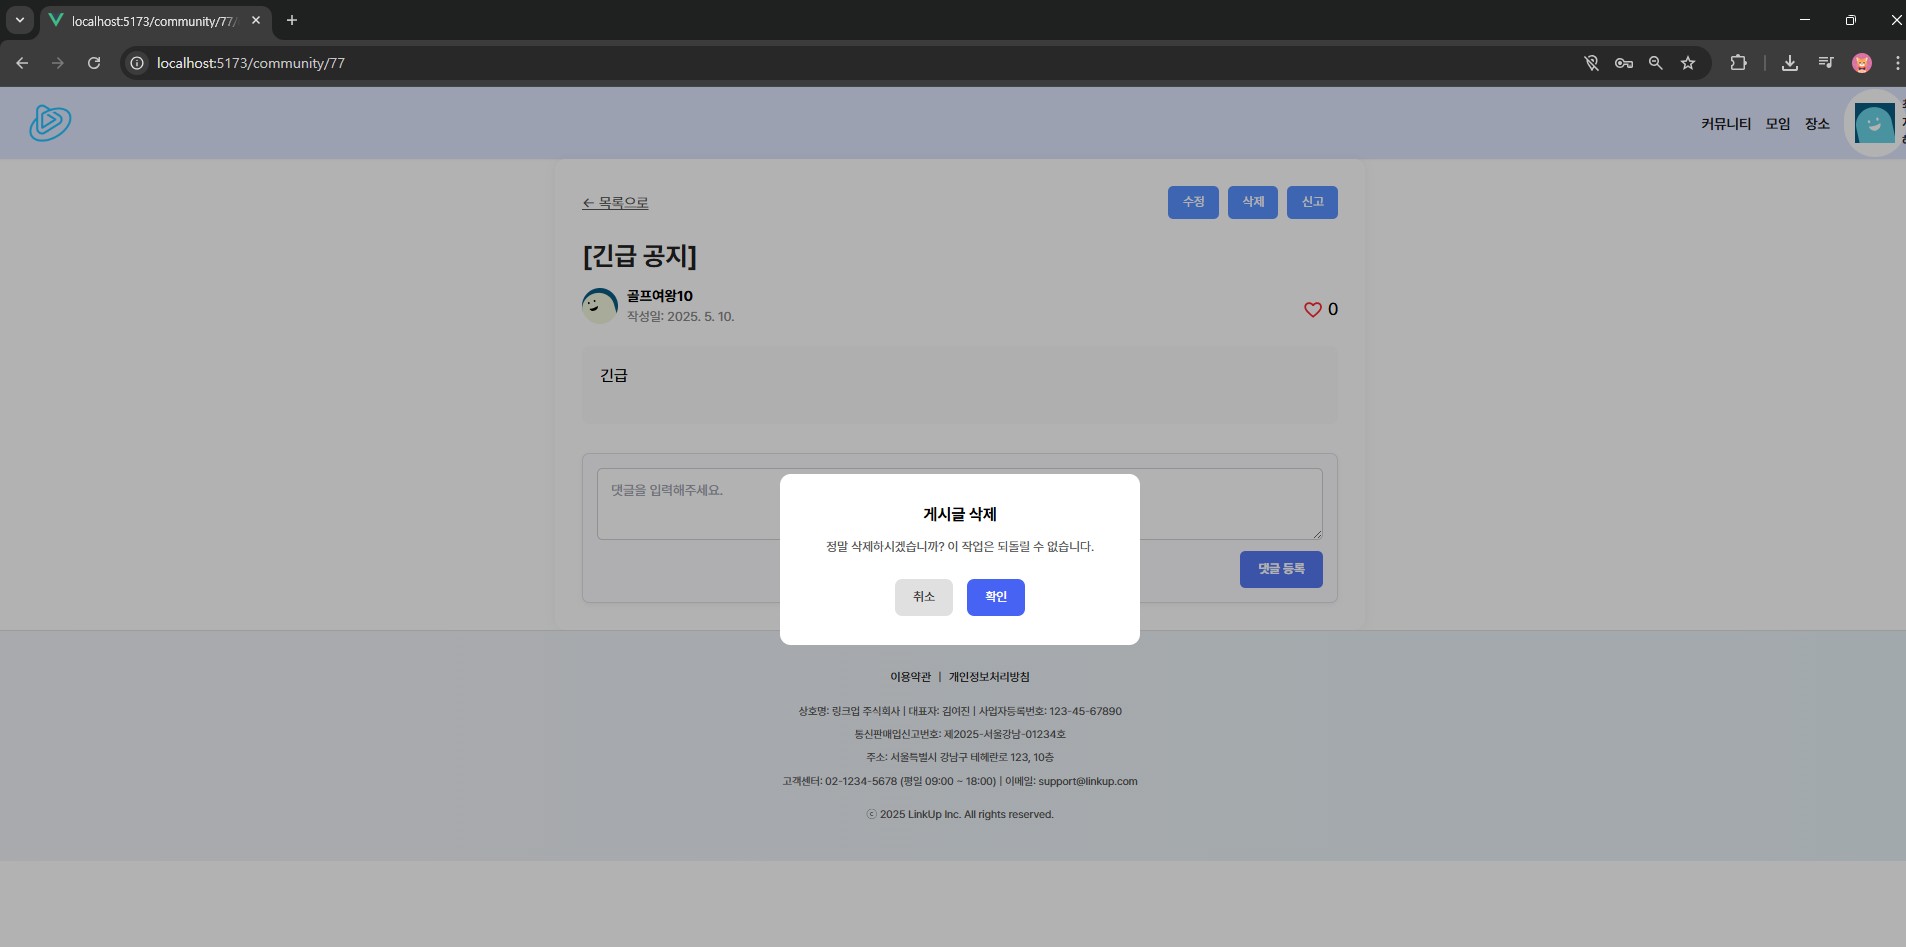 localhost:5173/community/77/
localhost:5173/community/77
커뮤니티 모임 장소
← 목록으로
수정 삭제 신고
[긴급 공지]
골프여왕10
작성일: 2025. 5. 10.
0
긴급
댓글을 입력해주세요.
댓글 등록
게시글 삭제
정말 삭제하시겠습니까? 이 작업은 되돌릴 수 없습니다.
취소 확인
이용약관 | 개인정보처리방침
상호명: 링크업 주식회사 | 대표자: 김여진 | 사업자등록번호: 123-45-67890
통신판매업신고번호: 제2025-서울강남-01234호
주소: 서울특별시 강남구 테헤란로 123, 10층
고객센터: 02-1234-5678 (평일 09:00 ~ 18:00) | 이메일: support@linkup.com
ⓒ 2025 LinkUp Inc. All rights reserved.